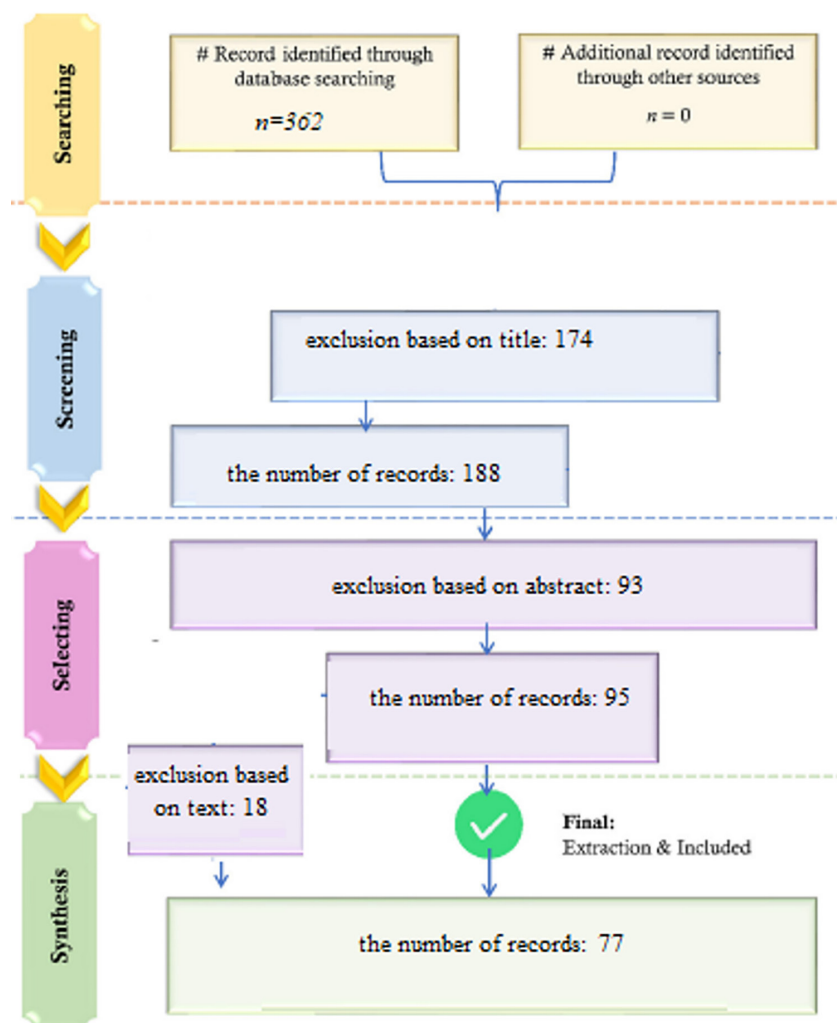 Searching
# Record identified through
database searching
n=362
# Additional record identified
through other sources
n = 0
Screening
exclusion based on title: 174
the number of records: 188
Selecting
exclusion based on abstract: 93
the number of records: 95
exclusion based
on text: 18
Final:
Extraction & Included
Synthesis
the number of records: 77